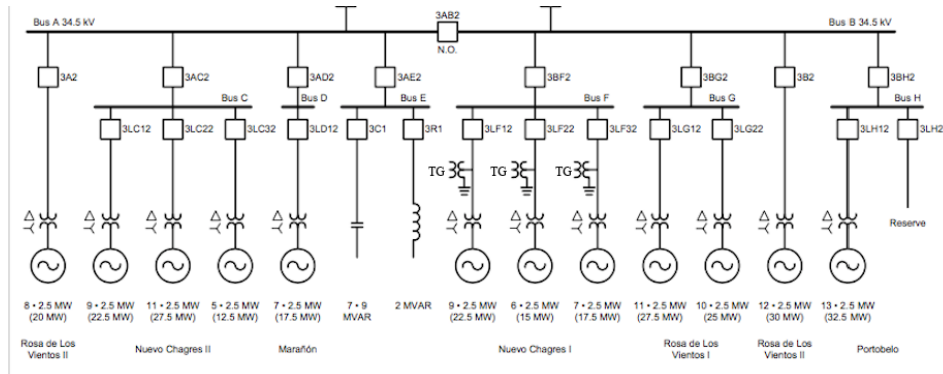 3AB2
Bus A 34.5 kV
Bus B 34.5 kV
N.O.
3A2
3AC2
3AD2
3AE2
3BF2
3BG2
3B2
3BH2
Bus C
Bus D
Bus E
Bus F
Bus G
Bus H
3LC12
3LC22
3LC32
3LD12
3C1
3R1
3LF12
3LF22
3LF32
3LG12
3LG22
3LH12
3LH2
TG
TG
TG
Reserve
8 • 2.5 MW
(20 MW)
9 • 2.5 MW
(22.5 MW)
11 • 2.5 MW
(27.5 MW)
5 • 2.5 MW
(12.5 MW)
7 • 2.5 MW
(17.5 MW)
7 • 9
MVAR
2 MVAR
9 • 2.5 MW
(22.5 MW)
6 • 2.5 MW
(15 MW)
7 • 2.5 MW
(17.5 MW)
11 • 2.5 MW
(27.5 MW)
10 • 2.5 MW
(25 MW)
12 • 2.5 MW
(30 MW)
13 • 2.5 MW
(32.5 MW)
Rosa de Los
Vientos II
Nuevo Chagres II
Marañón
Nuevo Chagres I
Rosa de Los
Vientos I
Rosa de Los
Vientos II
Portobelo